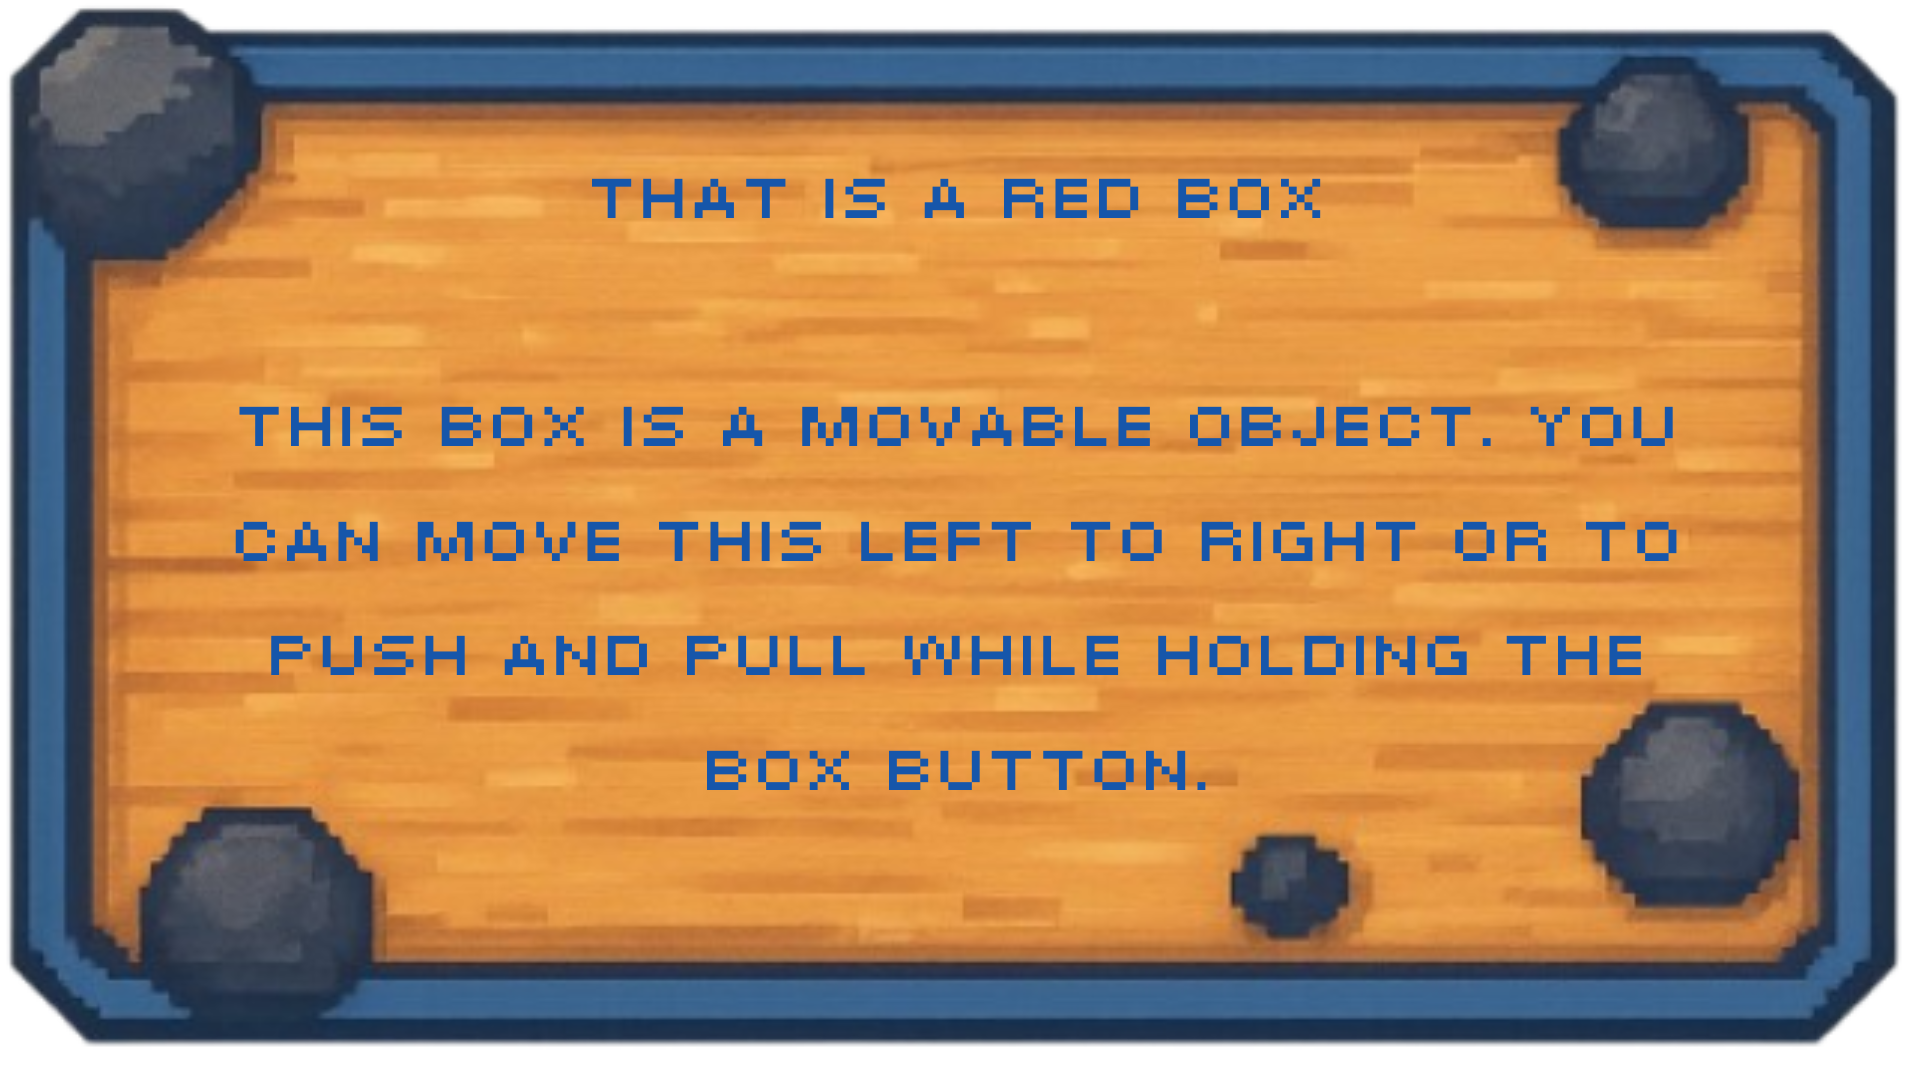 THAT IS A RED BOX
THIS BOX IS A MOVABLE OBJECT. YOU
CAN MOVE THIS LEFT TO RIGHT OR TO
PUSH AND PULL WHILE HOLDING THE
BOX BUTTON.